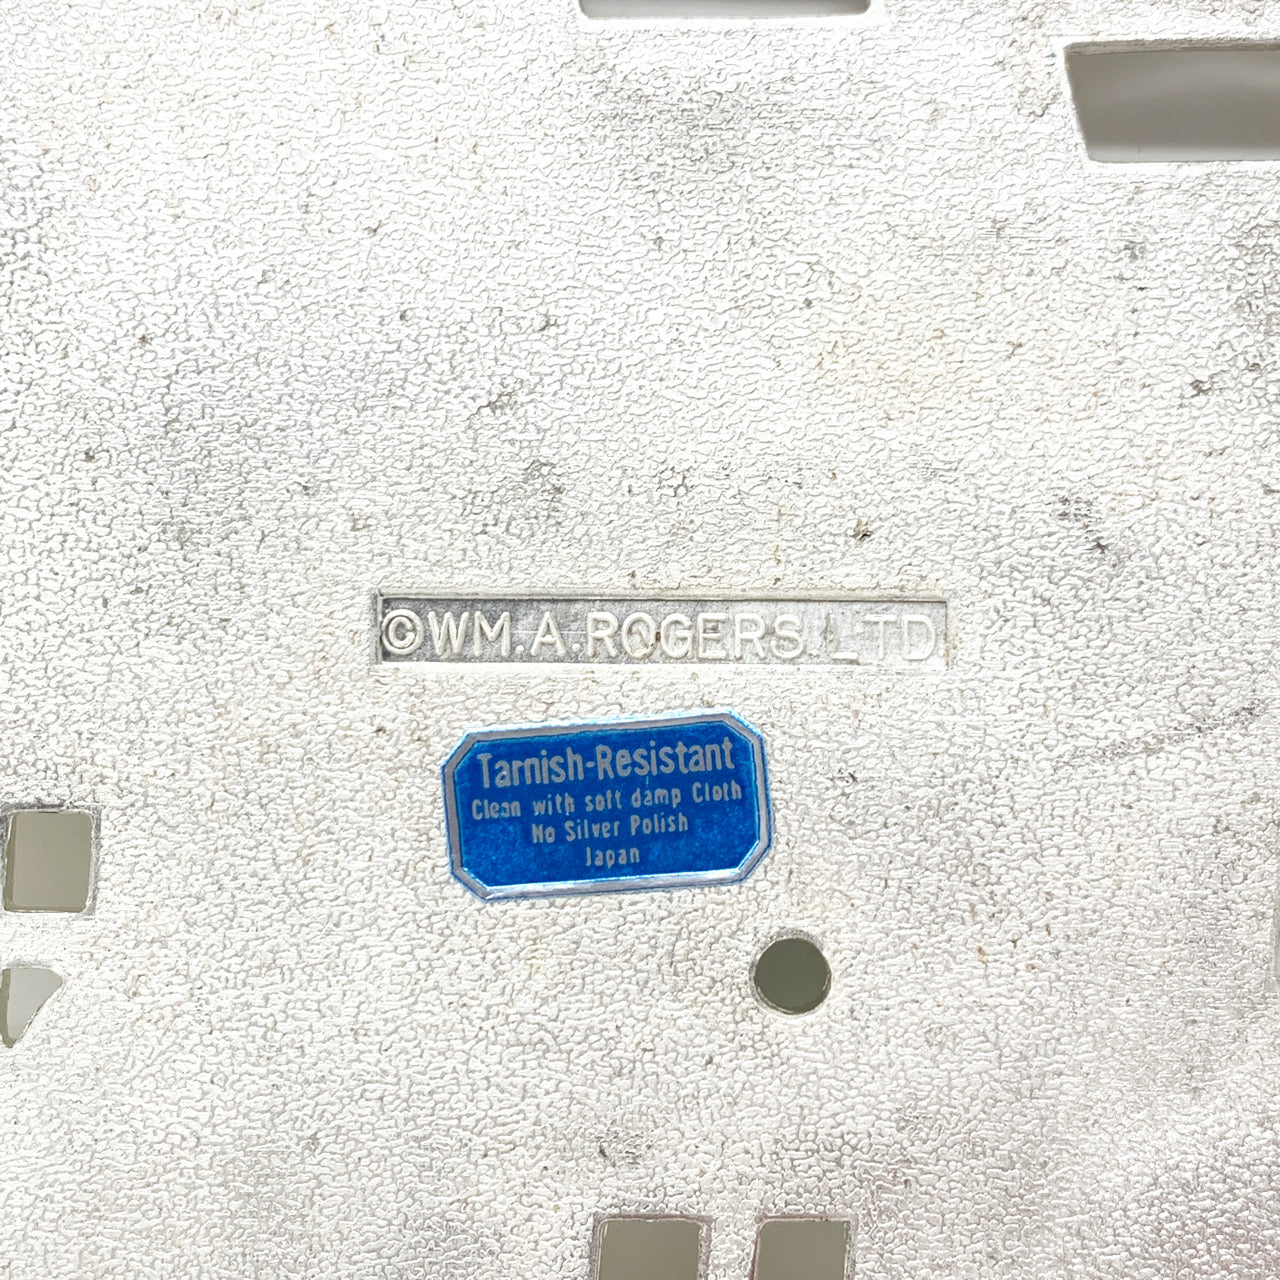 ©WM.A.ROGERS LTD
Tarnish-Resistant
Clean with soft damp Cloth
No Silver Polish
Japan